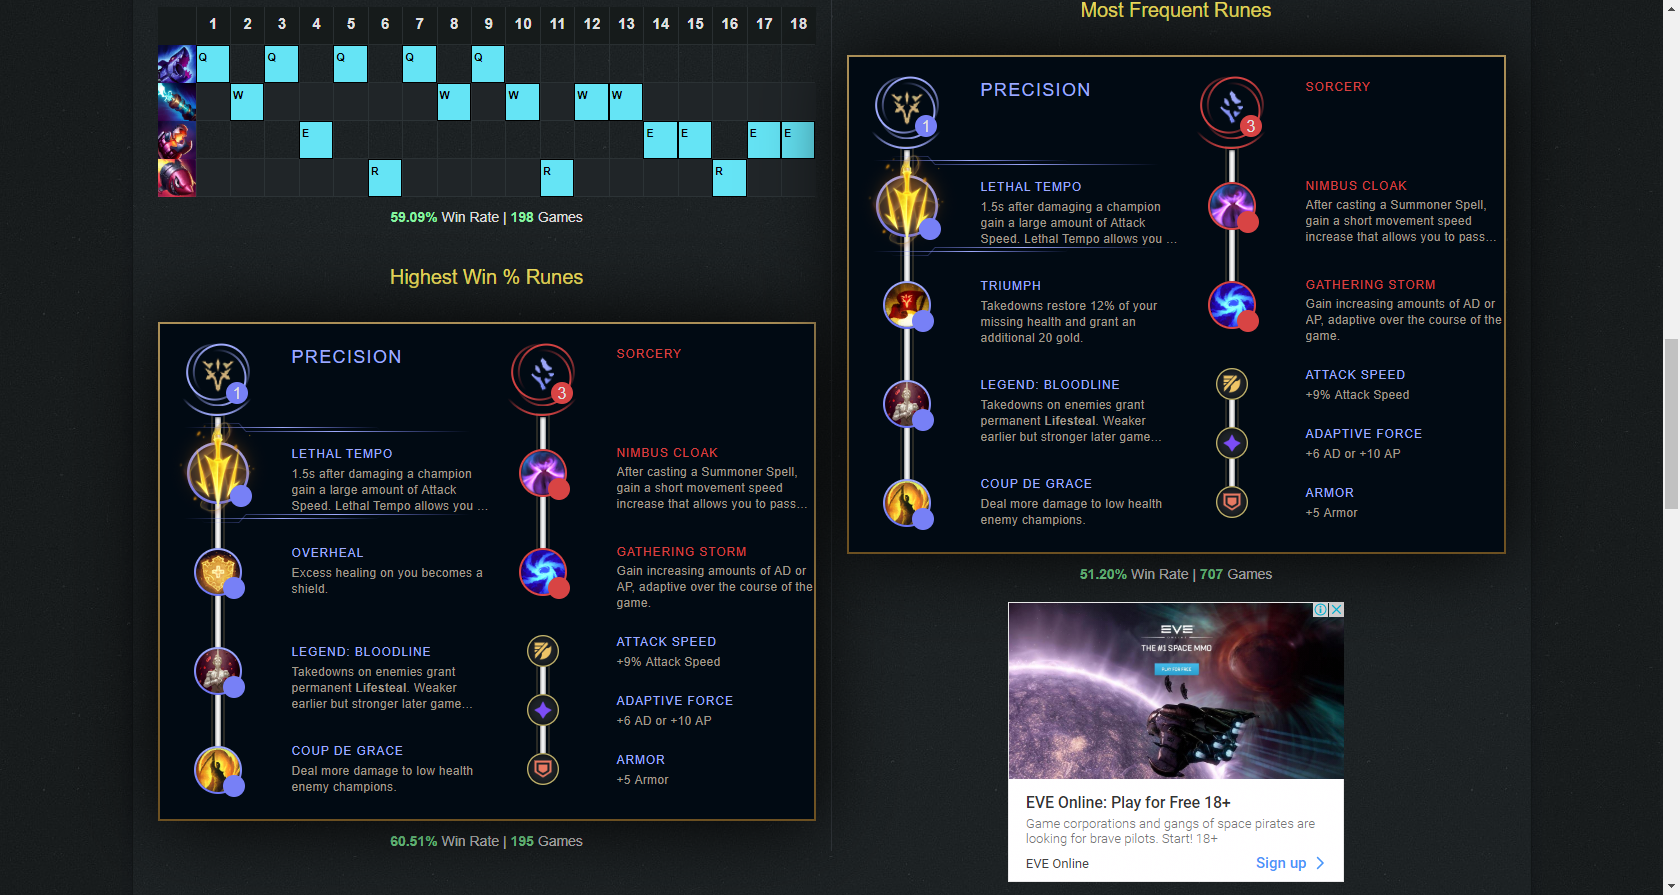 1 2 3 4 5 6 7 8 9 10 11 12 13 14 15 16 17 18
Q Q Q Q Q
W W W W W
E E E E E
R R R
59.09% Win Rate | 198 Games
Highest Win % Runes
PRECISION
1
LETHAL TEMPO
1.5s after damaging a champion
gain a large amount of Attack
Speed. Lethal Tempo allows you ...
OVERHEAL
Excess healing on you becomes a
shield.
LEGEND: BLOODLINE
Takedowns on enemies grant
permanent Lifesteal. Weaker
earlier but stronger later game...
COUP DE GRACE
Deal more damage to low health
enemy champions.
SORCERY
3
NIMBUS CLOAK
After casting a Summoner Spell,
gain a short movement speed
increase that allows you to pass...
GATHERING STORM
Gain increasing amounts of AD or
AP, adaptive over the course of the
game.
ATTACK SPEED
+9% Attack Speed
ADAPTIVE FORCE
+6 AD or +10 AP
ARMOR
+5 Armor
60.51% Win Rate | 195 Games
Most Frequent Runes
PRECISION
1
LETHAL TEMPO
1.5s after damaging a champion
gain a large amount of Attack
Speed. Lethal Tempo allows you ...
TRIUMPH
Takedowns restore 12% of your
missing health and grant an
additional 20 gold.
LEGEND: BLOODLINE
Takedowns on enemies grant
permanent Lifesteal. Weaker
earlier but stronger later game...
COUP DE GRACE
Deal more damage to low health
enemy champions.
SORCERY
3
NIMBUS CLOAK
After casting a Summoner Spell,
gain a short movement speed
increase that allows you to pass...
GATHERING STORM
Gain increasing amounts of AD or
AP, adaptive over the course of the
game.
ATTACK SPEED
+9% Attack Speed
ADAPTIVE FORCE
+6 AD or +10 AP
ARMOR
+5 Armor
51.20% Win Rate | 707 Games
EVE
ONLINE
THE #1 SPACE MMO
PLAY FOR FREE
EVE Online: Play for Free 18+
Game corporations and gangs of space pirates are
looking for brave pilots. Start! 18+
EVE Online
Sign up